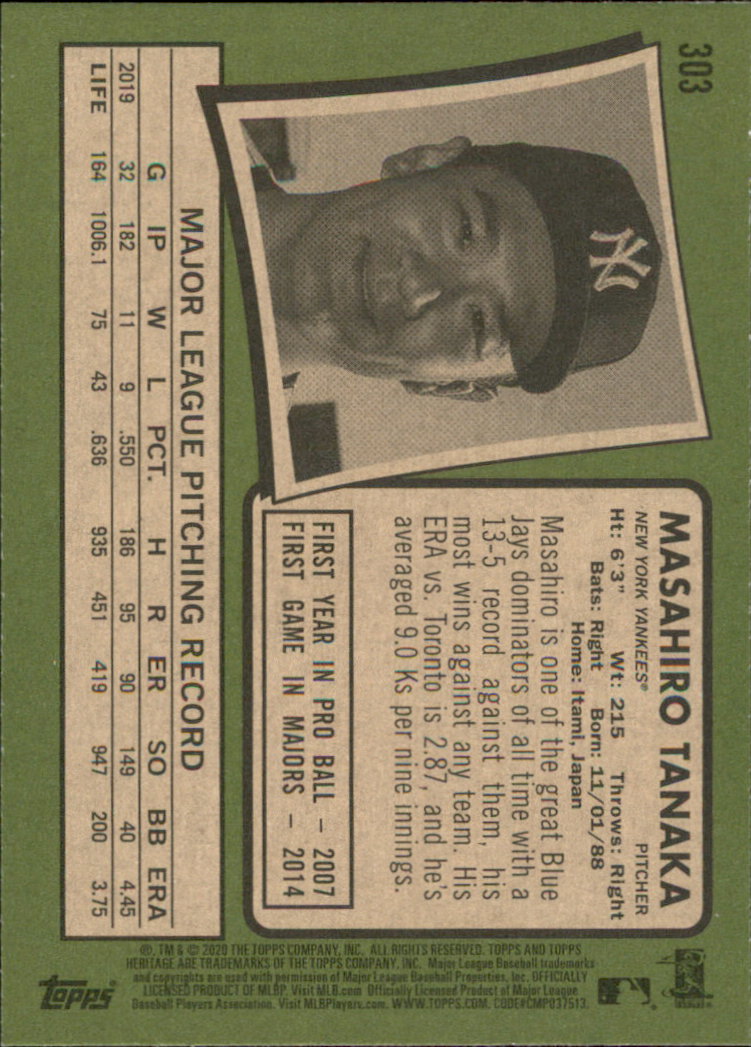 303
NY
MASAHIRO TANAKA
NEW YORK YANKEES® PITCHER
Ht: 6'3" Wt: 215 Throws: Right
Bats: Right Born: 11/01/88
Home: Itami, Japan
Masahiro is one of the great Blue
Jays dominators of all time with a
13-5 record against them, his
most wins against any team. His
ERA vs. Toronto is 2.87, and he's
averaged 9.0 Ks per nine innings.
FIRST YEAR IN PRO BALL – 2007
FIRST GAME IN MAJORS – 2014
MAJOR LEAGUE PITCHING RECORD
G IP W L PCT. H R ER SO BB ERA
2019 32 182 11 9 .550 186 95 90 149 40 4.45
LIFE 164 1006.1 75 43 .636 935 451 419 947 200 3.75
®, TM & © 2020 THE TOPPS COMPANY, INC. ALL RIGHTS RESERVED. TOPPS AND TOPPS
HERITAGE ARE TRADEMARKS OF THE TOPPS COMPANY, INC. Major League Baseball trademarks
and copyrights are used with permission of Major League Baseball Properties, Inc. OFFICIALLY
LICENSED PRODUCT OF MLBP. Visit MLB.com Officially Licensed Product of Major League
Baseball Players Association. Visit MLBPlayers.com. WWW.TOPPS.COM. CODE#CMP037513.
topps